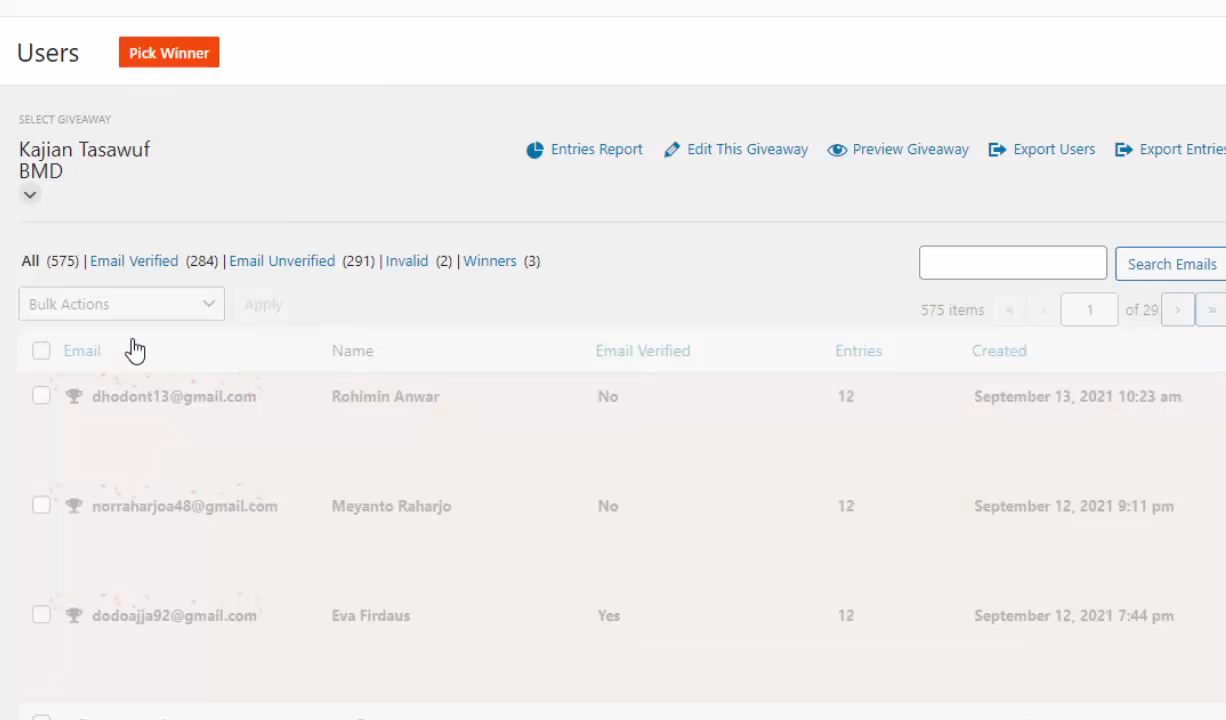 Users
Pick Winner
SELECT GIVEAWAY
Kajian Tasawuf
BMD
Entries Report
Edit This Giveaway
Preview Giveaway
Export Users
Export Entries
All (575) | Email Verified (284) | Email Unverified (291) | Invalid (2) | Winners (3)
Search Emails
Bulk Actions
Apply
575 items « ‹ 1 of 29 › »
Email Name Email Verified Entries Created
dhodont13@gmail.com Rohimin Anwar No 12 September 13, 2021 10:23 am
norraharjoa48@gmail.com Meyanto Raharjo No 12 September 12, 2021 9:11 pm
dodoajja92@gmail.com Eva Firdaus Yes 12 September 12, 2021 7:44 pm